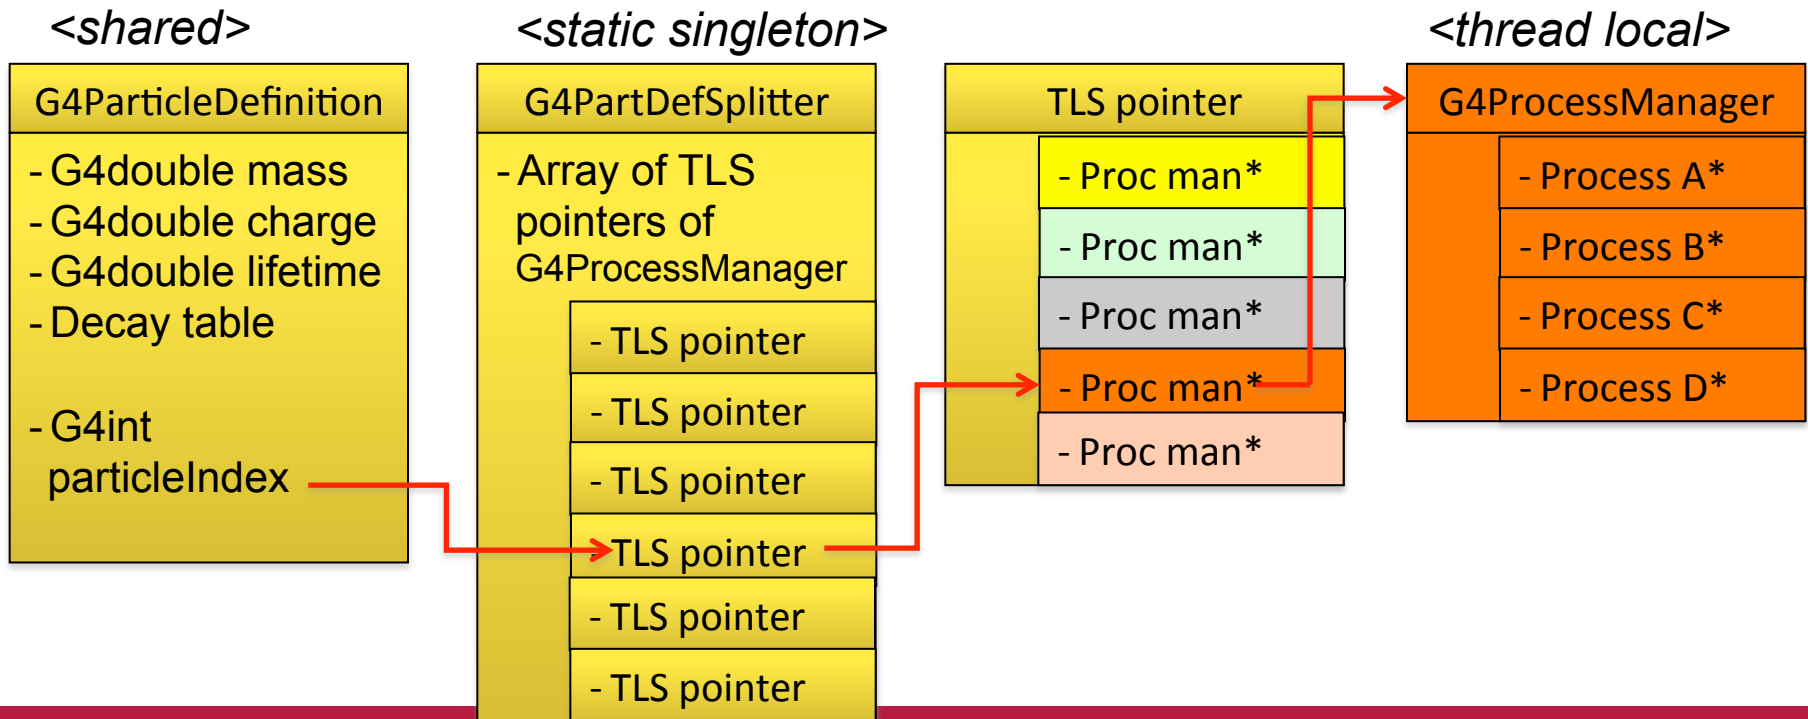 <shared>
G4ParticleDefinition
- G4double mass
- G4double charge
- G4double lifetime
- Decay table
- G4int
particleIndex
<static singleton>
G4PartDefSplitter
- Array of TLS
pointers of
G4ProcessManager
- TLS pointer
- TLS pointer
- TLS pointer
- TLS pointer
- TLS pointer
- TLS pointer
TLS pointer
- Proc man*
- Proc man*
- Proc man*
- Proc man*
- Proc man*
<thread local>
G4ProcessManager
- Process A*
- Process B*
- Process C*
- Process D*